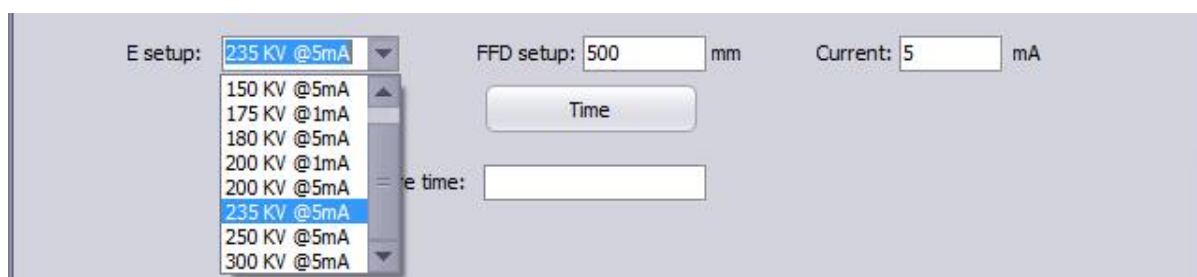 E setup: 235 KV @5mA FFD setup: 500 mm Current: 5 mA
150 KV @5mA
175 KV @1mA
Time
180 KV @5mA
200 KV @1mA
200 KV @5mA
e time:
235 KV @5mA
250 KV @5mA
300 KV @5mA